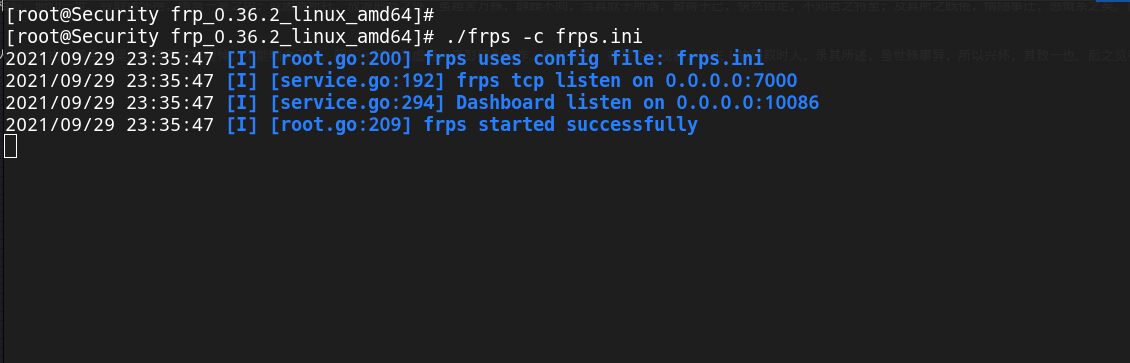 [root@Security frp_0.36.2_linux_amd64]#
[root@Security frp_0.36.2_linux_amd64]# ./frps -c frps.ini
2021/09/29 23:35:47 [I] [root.go:200] frps uses config file: frps.ini
2021/09/29 23:35:47 [I] [service.go:192] frps tcp listen on 0.0.0.0:7000
2021/09/29 23:35:47 [I] [service.go:294] Dashboard listen on 0.0.0.0:10086
2021/09/29 23:35:47 [I] [root.go:209] frps started successfully